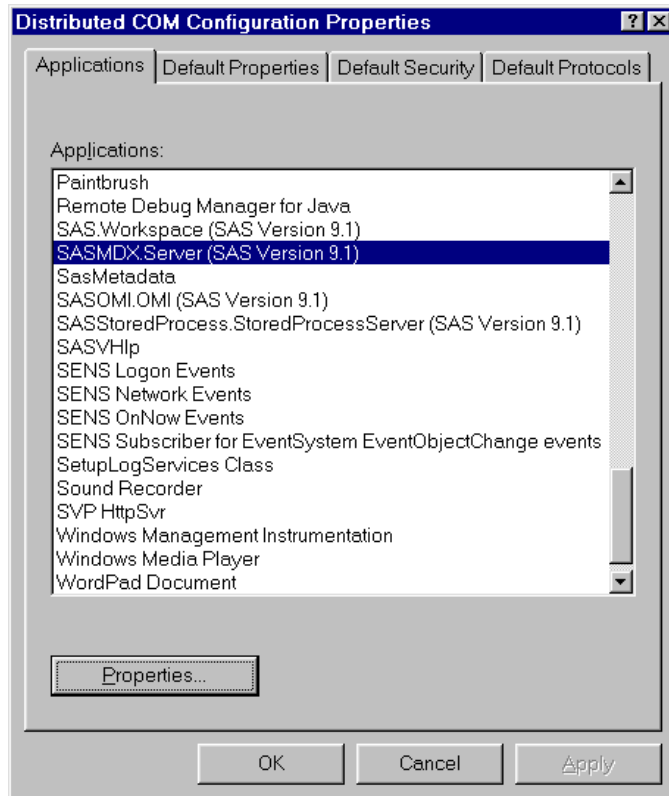 Distributed COM Configuration Properties
Applications Default Properties Default Security Default Protocols
Applications:
Paintbrush
Remote Debug Manager for Java
SAS.Workspace (SAS Version 9.1)
SASMDX.Server (SAS Version 9.1)
SasMetadata
SASOMI.OMI (SAS Version 9.1)
SASStoredProcess.StoredProcessServer (SAS Version 9.1)
SASVHlp
SENS Logon Events
SENS Network Events
SENS OnNow Events
SENS Subscriber for EventSystem EventObjectChange events
SetupLogServices Class
Sound Recorder
SVP HttpSvr
Windows Management Instrumentation
Windows Media Player
WordPad Document
Properties...
OK Cancel Apply